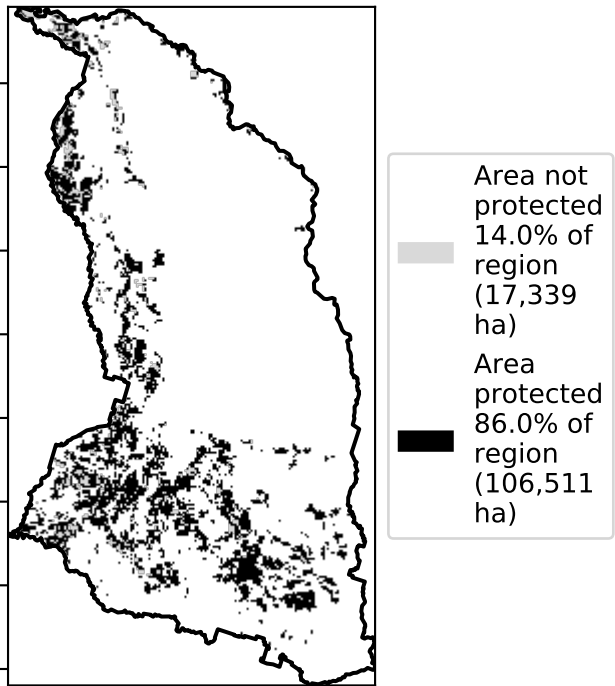 Area not
protected
14.0% of
region
(17,339
ha)
Area
protected
86.0% of
region
(106,511
ha)